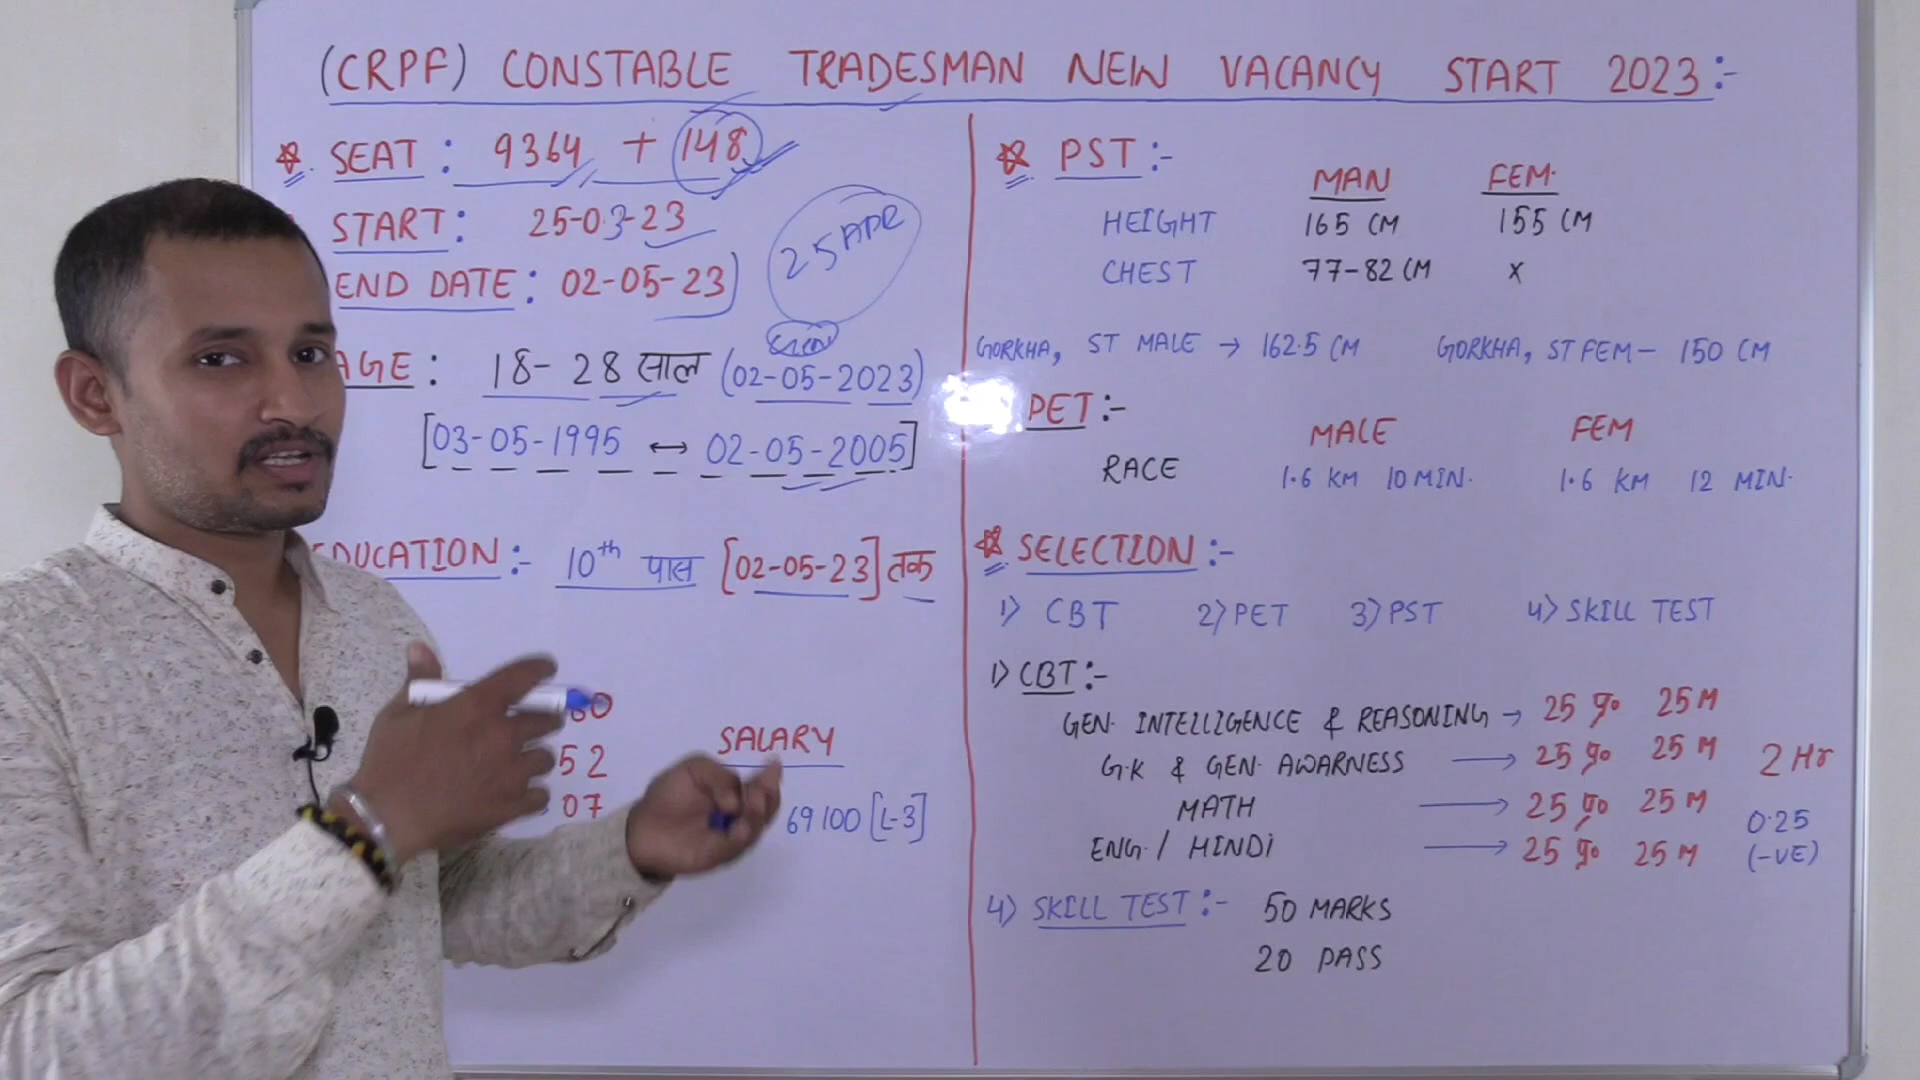 (CRPF) CONSTABLE TRADESMAN NEW VACANCY START 2023:-
SEAT : 9364 + 148
START : 25-03-23
25 APR
END DATE : 02-05-23)
AGE : 18-28 साल (02-05-2023)
[03-05-1995 ↔ 02-05-2005]
EDUCATION :- 10th पास [02-05-23] तक
60
52
07
SALARY
69100 [L-3]
PST :-
MAN FEM.
HEIGHT 165 CM 155 CM
CHEST 77-82 CM x
GORKHA, ST MALE → 162.5 CM GORKHA, ST FEM - 150 CM
PET :-
MALE FEM
RACE 1.6 KM 10 MIN. 1.6 KM 12 MIN.
SELECTION :-
1) CBT 2) PET 3) PST 4) SKILL TEST
1) CBT :-
GEN. INTELLIGENCE & REASONING → 25 प्र० 25 M
G.K & GEN. AWARNESS → 25 प्र० 25 M 2 Hr
MATH → 25 प्र० 25 M
ENG. / HINDI → 25 प्र० 25 M
0.25
(-VE)
4) SKILL TEST :- 50 MARKS
20 PASS